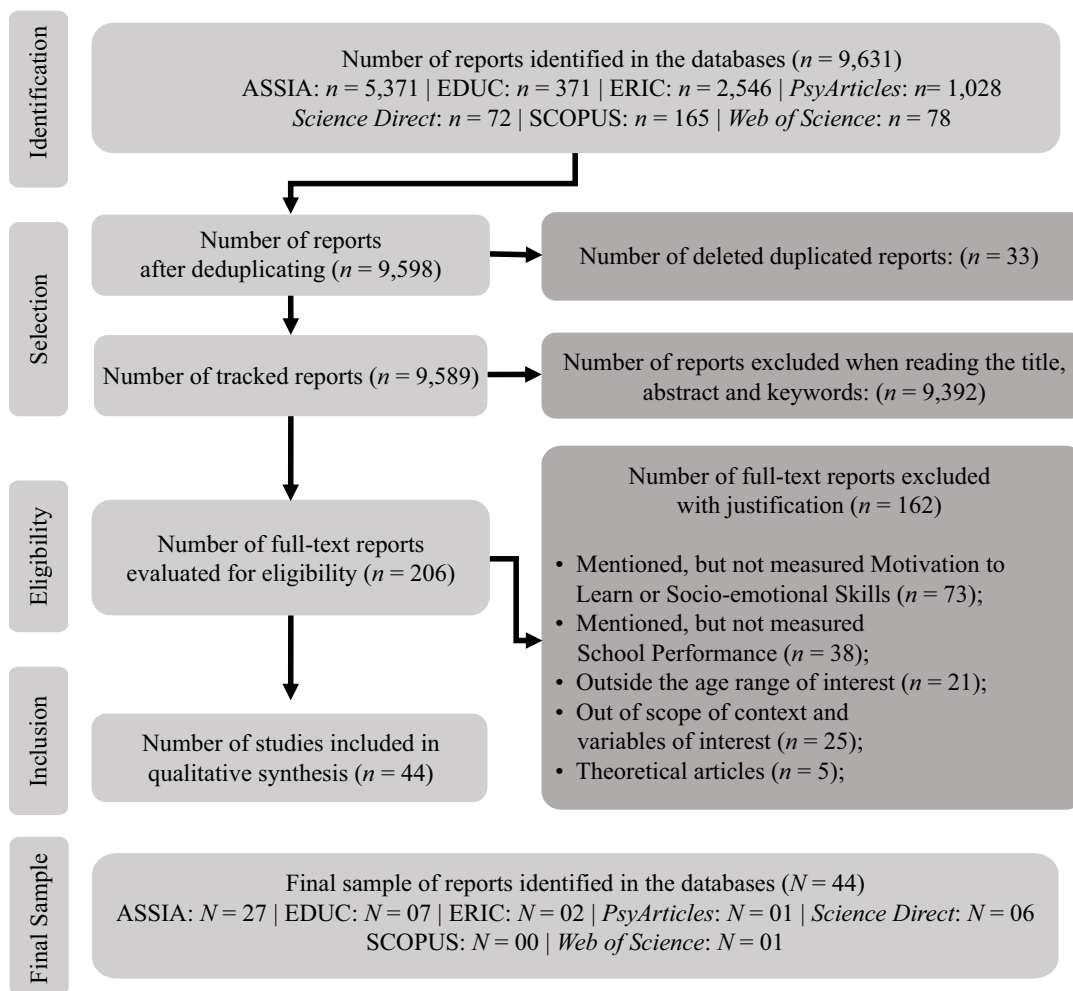 Identification
Number of reports identified in the databases (n = 9,631)
ASSIA: n = 5,371 | EDUC: n = 371 | ERIC: n = 2,546 | PsyArticles: n= 1,028
Science Direct: n = 72 | SCOPUS: n = 165 | Web of Science: n = 78
Selection
Number of reports
after deduplicating (n = 9,598)
Number of deleted duplicated reports: (n = 33)
Number of tracked reports (n = 9,589)
Number of reports excluded when reading the title,
abstract and keywords: (n = 9,392)
Eligibility
Number of full-text reports
evaluated for eligibility (n = 206)
Number of full-text reports excluded
with justification (n = 162)
• Mentioned, but not measured Motivation to
Learn or Socio-emotional Skills (n = 73);
• Mentioned, but not measured
School Performance (n = 38);
• Outside the age range of interest (n = 21);
• Out of scope of context and
variables of interest (n = 25);
• Theoretical articles (n = 5);
Inclusion
Number of studies included in
qualitative synthesis (n = 44)
Final Sample
Final sample of reports identified in the databases (N = 44)
ASSIA: N = 27 | EDUC: N = 07 | ERIC: N = 02 | PsyArticles: N = 01 | Science Direct: N = 06
SCOPUS: N = 00 | Web of Science: N = 01